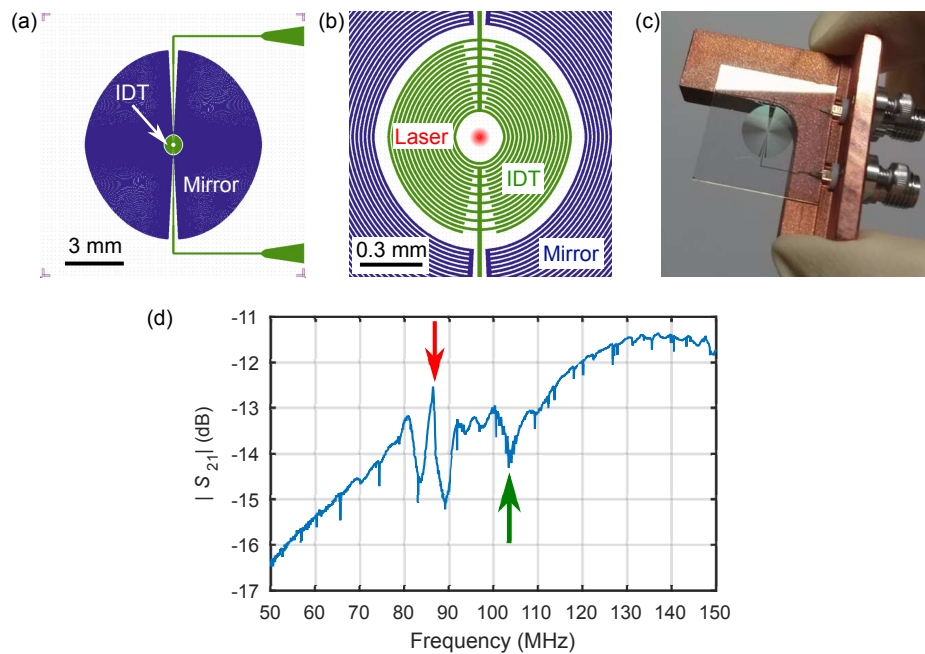 (a)
IDT
Mirror
3 mm
(b)
Laser
IDT
0.3 mm
Mirror
(c)
(d)
-11
-12
-13
-14
-15
-16
-17
| S21| (dB)
50 60 70 80 90 100 110 120 130 140 150
Frequency (MHz)